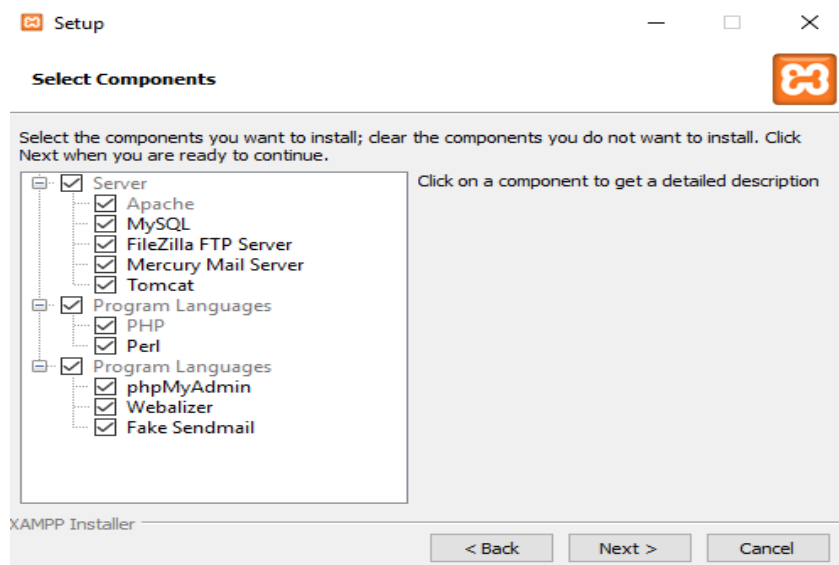 Setup
Select Components
Select the components you want to install; clear the components you do not want to install. Click
Next when you are ready to continue.
Server
Apache
MySQL
FileZilla FTP Server
Mercury Mail Server
Tomcat
Program Languages
PHP
Perl
Program Languages
phpMyAdmin
Webalizer
Fake Sendmail
Click on a component to get a detailed description
XAMPP Installer
< Back
Next >
Cancel